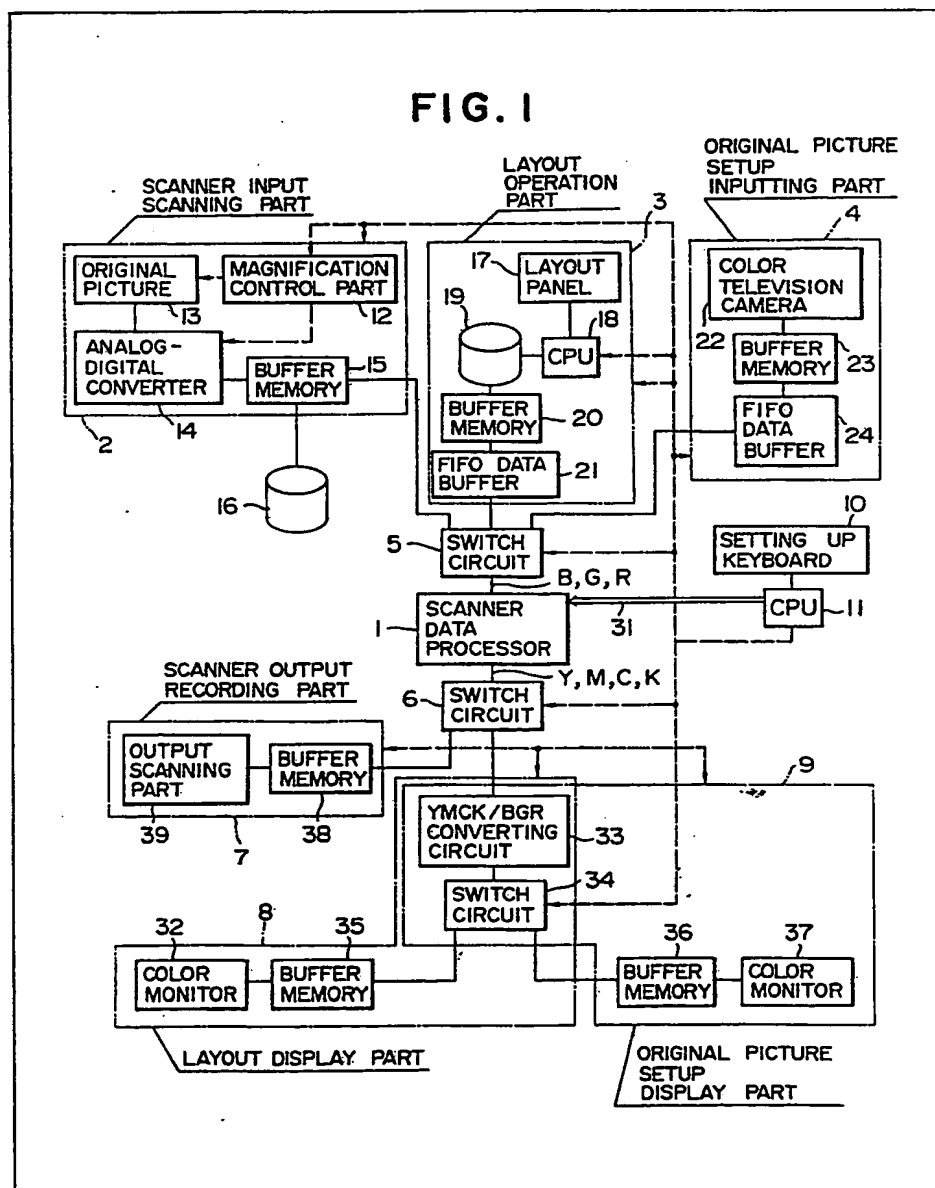 FIG. 1
ORIGINAL PICTURE
SETUP
INPUTTING PART
LAYOUT
OPERATION
PART
SCANNER INPUT
SCANNING PART
3
4
ORIGINAL
PICTURE
13
MAGNIFICATION
CONTROL PART
12
ANALOG-
DIGITAL
CONVERTER
14
15
BUFFER
MEMORY
2
16
17
LAYOUT
PANEL
19
18
CPU
BUFFER
MEMORY
20
FIFO DATA
BUFFER
21
COLOR
TELEVISION
CAMERA
22
23
BUFFER
MEMORY
FIFO
DATA
BUFFER
24
5
SWITCH
CIRCUIT
B, G, R
10
SETTING UP
KEYBOARD
CPU
11
31
1
SCANNER
DATA
PROCESSOR
Y, M, C, K
6
SWITCH
CIRCUIT
SCANNER OUTPUT
RECORDING PART
OUTPUT
SCANNING
PART
39
BUFFER
MEMORY
38
7
9
YMCK/BGR
CONVERTING
CIRCUIT
33
34
SWITCH
CIRCUIT
8
32
COLOR
MONITOR
35
BUFFER
MEMORY
36
BUFFER
MEMORY
37
COLOR
MONITOR
LAYOUT DISPLAY PART
ORIGINAL PICTURE
SETUP
DISPLAY PART